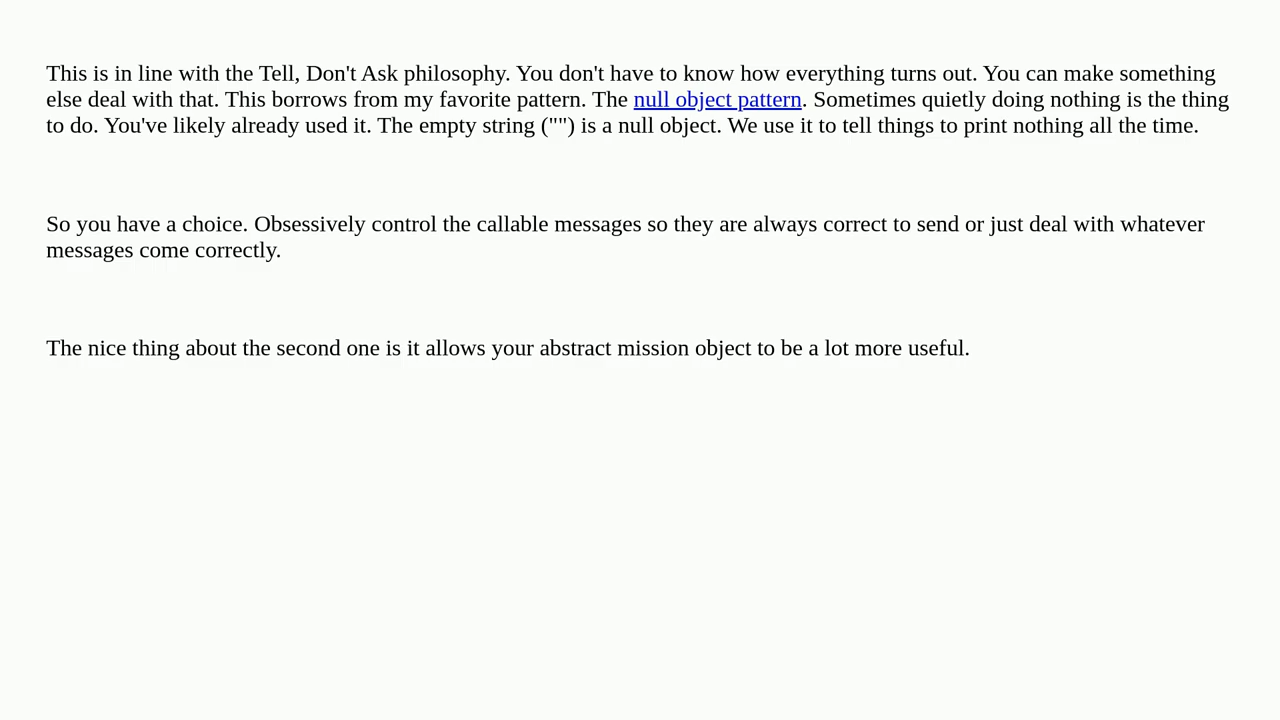 This is in line with the Tell, Don't Ask philosophy. You don't have to know how everything turns out. You can make something
else deal with that. This borrows from my favorite pattern. The null object pattern. Sometimes quietly doing nothing is the thing
to do. You've likely already used it. The empty string ("") is a null object. We use it to tell things to print nothing all the time.
So you have a choice. Obsessively control the callable messages so they are always correct to send or just deal with whatever
messages come correctly.
The nice thing about the second one is it allows your abstract mission object to be a lot more useful.